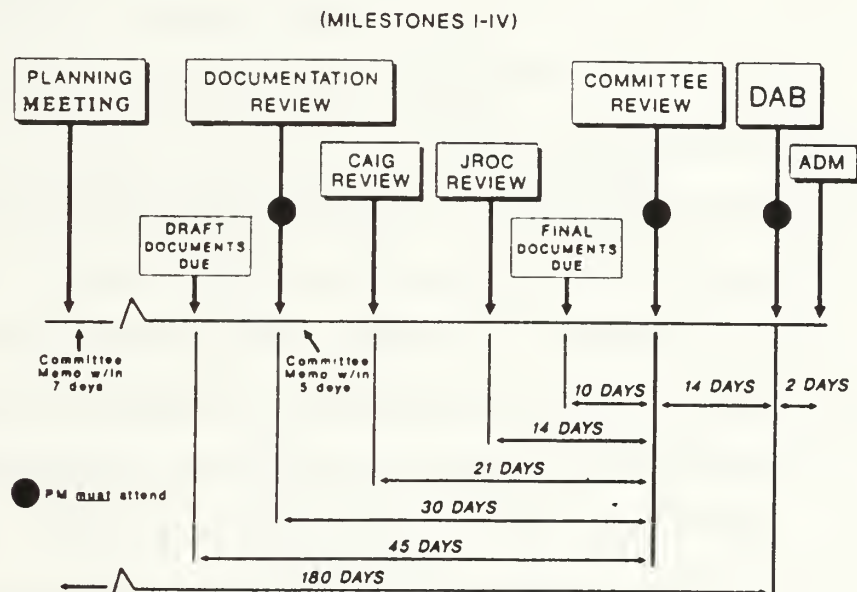 (MILESTONES I-IV)
PLANNING
MEETING
DOCUMENTATION
REVIEW
COMMITTEE
REVIEW
DAB
CAIG
REVIEW
JROC
REVIEW
ADM
DRAFT
DOCUMENTS
DUE
FINAL
DOCUMENTS
DUE
Committee
Memo w/in
7 days
Committee
Memo w/in
5 days
10 DAYS
14 DAYS
2 DAYS
14 DAYS
21 DAYS
PM must attend
30 DAYS
45 DAYS
180 DAYS